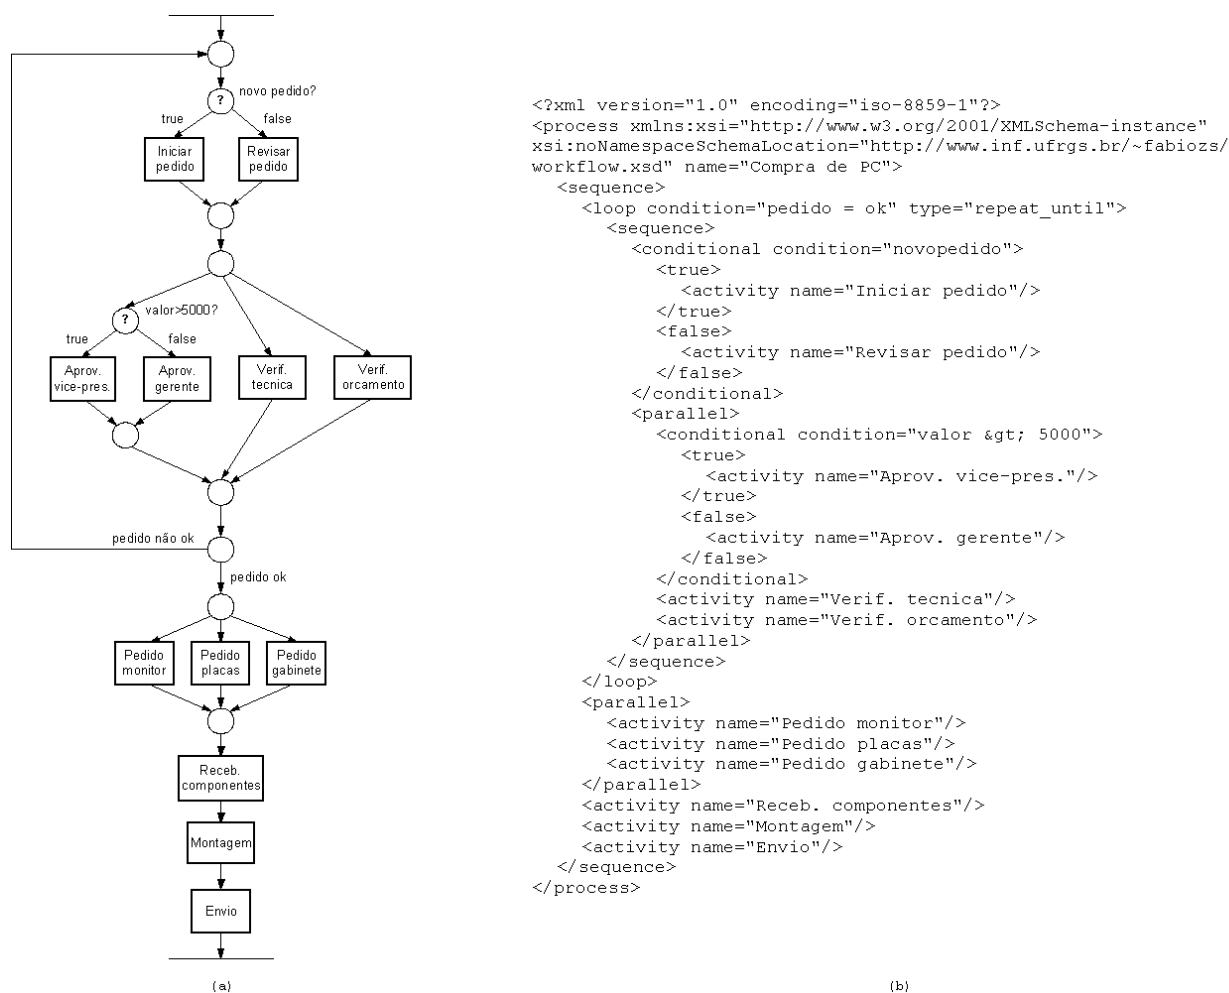 novo pedido?
?
true
false
Iniciar
pedido
Revisar
pedido
valor>5000?
?
true
false
Aprov.
vice-pres.
Aprov.
gerente
Verif.
tecnica
Verif.
orcamento
pedido não ok
pedido ok
Pedido
monitor
Pedido
placas
Pedido
gabinete
Receb.
componentes
Montagem
Envio
(a)
<?xml version="1.0" encoding="iso-8859-1"?>
<process xmlns:xsi="http://www.w3.org/2001/XMLSchema-instance"
xsi:noNamespaceSchemaLocation="http://www.inf.ufrgs.br/~fabiozs/
workflow.xsd" name="Compra de PC">
<sequence>
<loop condition="pedido = ok" type="repeat_until">
<sequence>
<conditional condition="novopedido">
<true>
<activity name="Iniciar pedido"/>
</true>
<false>
<activity name="Revisar pedido"/>
</false>
</conditional>
<parallel>
<conditional condition="valor &gt; 5000">
<true>
<activity name="Aprov. vice-pres."/>
</true>
<false>
<activity name="Aprov. gerente"/>
</false>
</conditional>
<activity name="Verif. tecnica"/>
<activity name="Verif. orcamento"/>
</parallel>
</sequence>
</loop>
<parallel>
<activity name="Pedido monitor"/>
<activity name="Pedido placas"/>
<activity name="Pedido gabinete"/>
</parallel>
<activity name="Receb. componentes"/>
<activity name="Montagem"/>
<activity name="Envio"/>
</sequence>
</process>
(b)